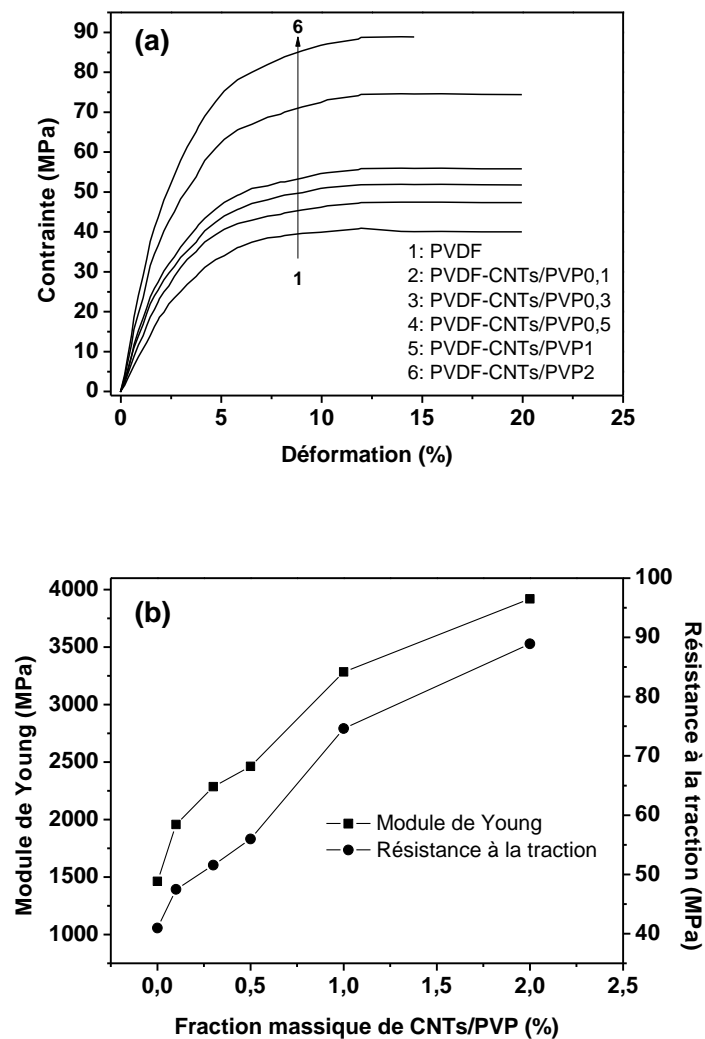 (a)
6
90
80
70
60
50
40
30
20
10
0
Contrainte (MPa)
1
1: PVDF
2: PVDF-CNTs/PVP0,1
3: PVDF-CNTs/PVP0,3
4: PVDF-CNTs/PVP0,5
5: PVDF-CNTs/PVP1
6: PVDF-CNTs/PVP2
0 5 10 15 20 25
Déformation (%)
(b)
4000
3500
3000
2500
2000
1500
1000
Module de Young (MPa)
100
90
80
70
60
50
40
Résistance à la traction (MPa)
Module de Young
Résistance à la traction
0,0 0,5 1,0 1,5 2,0 2,5
Fraction massique de CNTs/PVP (%)